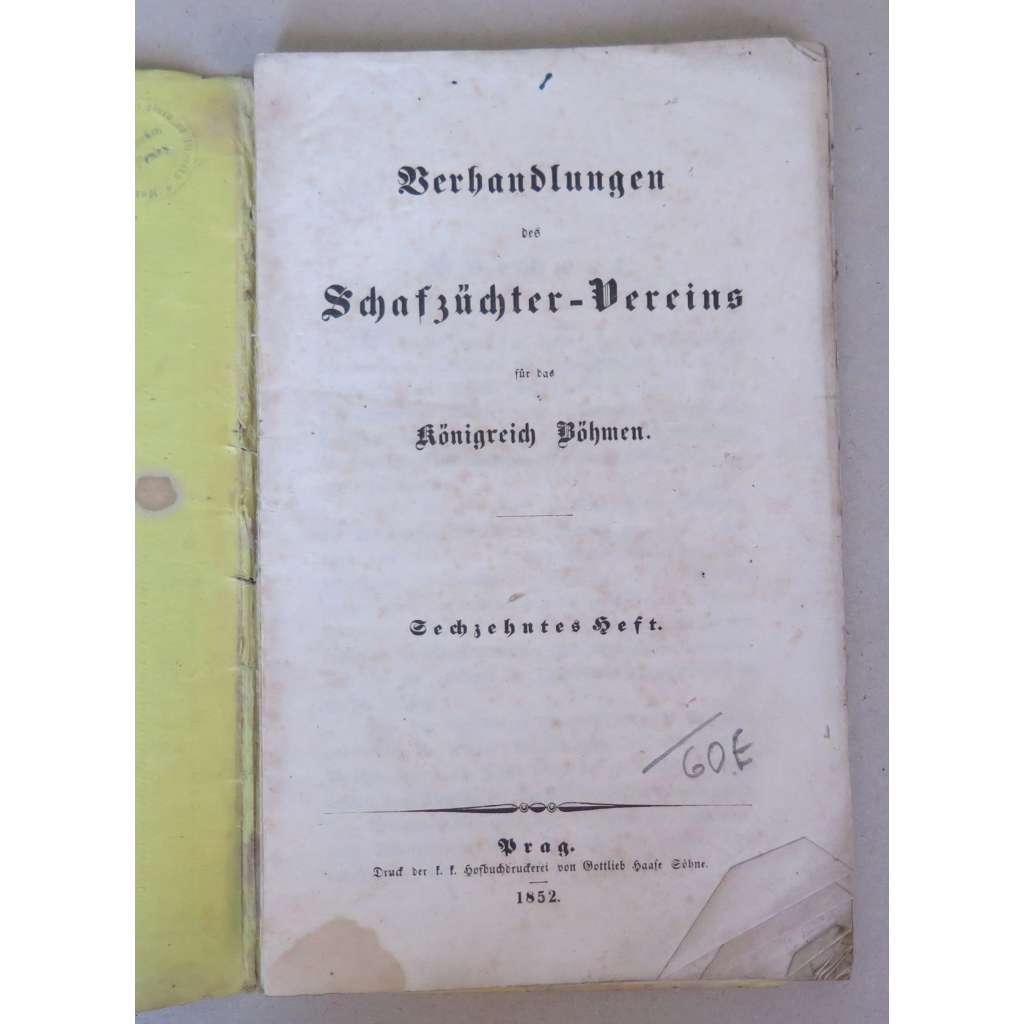 Verhandlungen
des
Schafzüchter-Vereins
für das
Königreich Böhmen.
Sechzehntes Heft.
/60.E
Prag.
Druck der k. k. Hofbuchdruckerei von Gottlieb Haase Söhne.
1852.